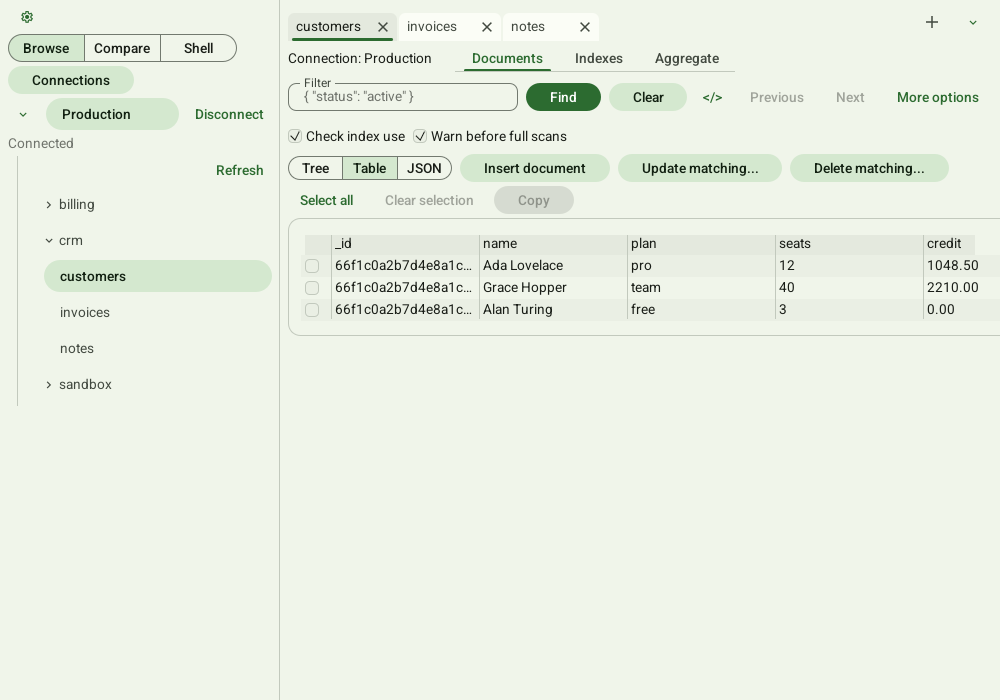 Browse Compare Shell
Connections
Production Disconnect
Connected
Refresh
billing
crm
customers
invoices
notes
sandbox
customers invoices notes
Connection: Production Documents Indexes Aggregate
Filter
{ "status": "active" } Find Clear </> Previous Next More options
Check index use Warn before full scans
Tree Table JSON Insert document Update matching... Delete matching...
Select all Clear selection Copy
_id name plan seats credit
66f1c0a2b7d4e8a1c... Ada Lovelace pro 12 1048.50
66f1c0a2b7d4e8a1c... Grace Hopper team 40 2210.00
66f1c0a2b7d4e8a1c... Alan Turing free 3 0.00